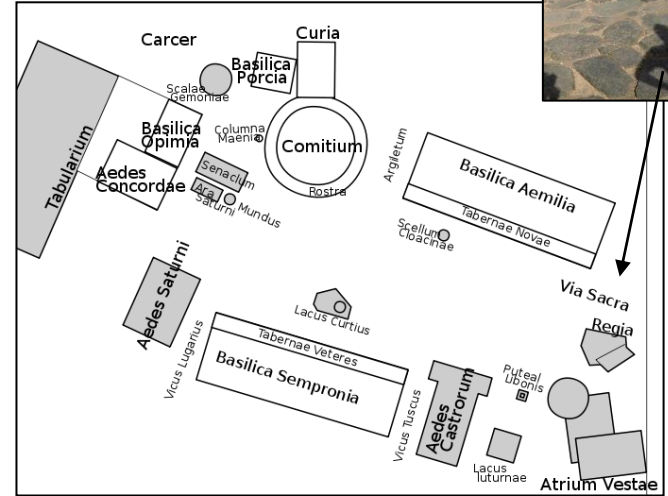 Carcer
Curia
Basilica
Porcia
Scalae
Gemoniae
Basilica
Opimia
Columna
Maenia
Comitium
Rostra
Argiletum
Basilica Aemilia
Tabernae Novae
Scellum
Cloacinae
Tabularium
Aedes
Concordae
Senaclum
Ara
Saturni
Mundus
Via Sacra
Regia
Aedes Saturni
Lacus Curtius
Vicus Lugarius
Tabernae Veteres
Basilica Sempronia
Vicus Tuscus
Aedes
Castrorum
Puteal
Libonis
Lacus
Iuturnae
Atrium Vestae